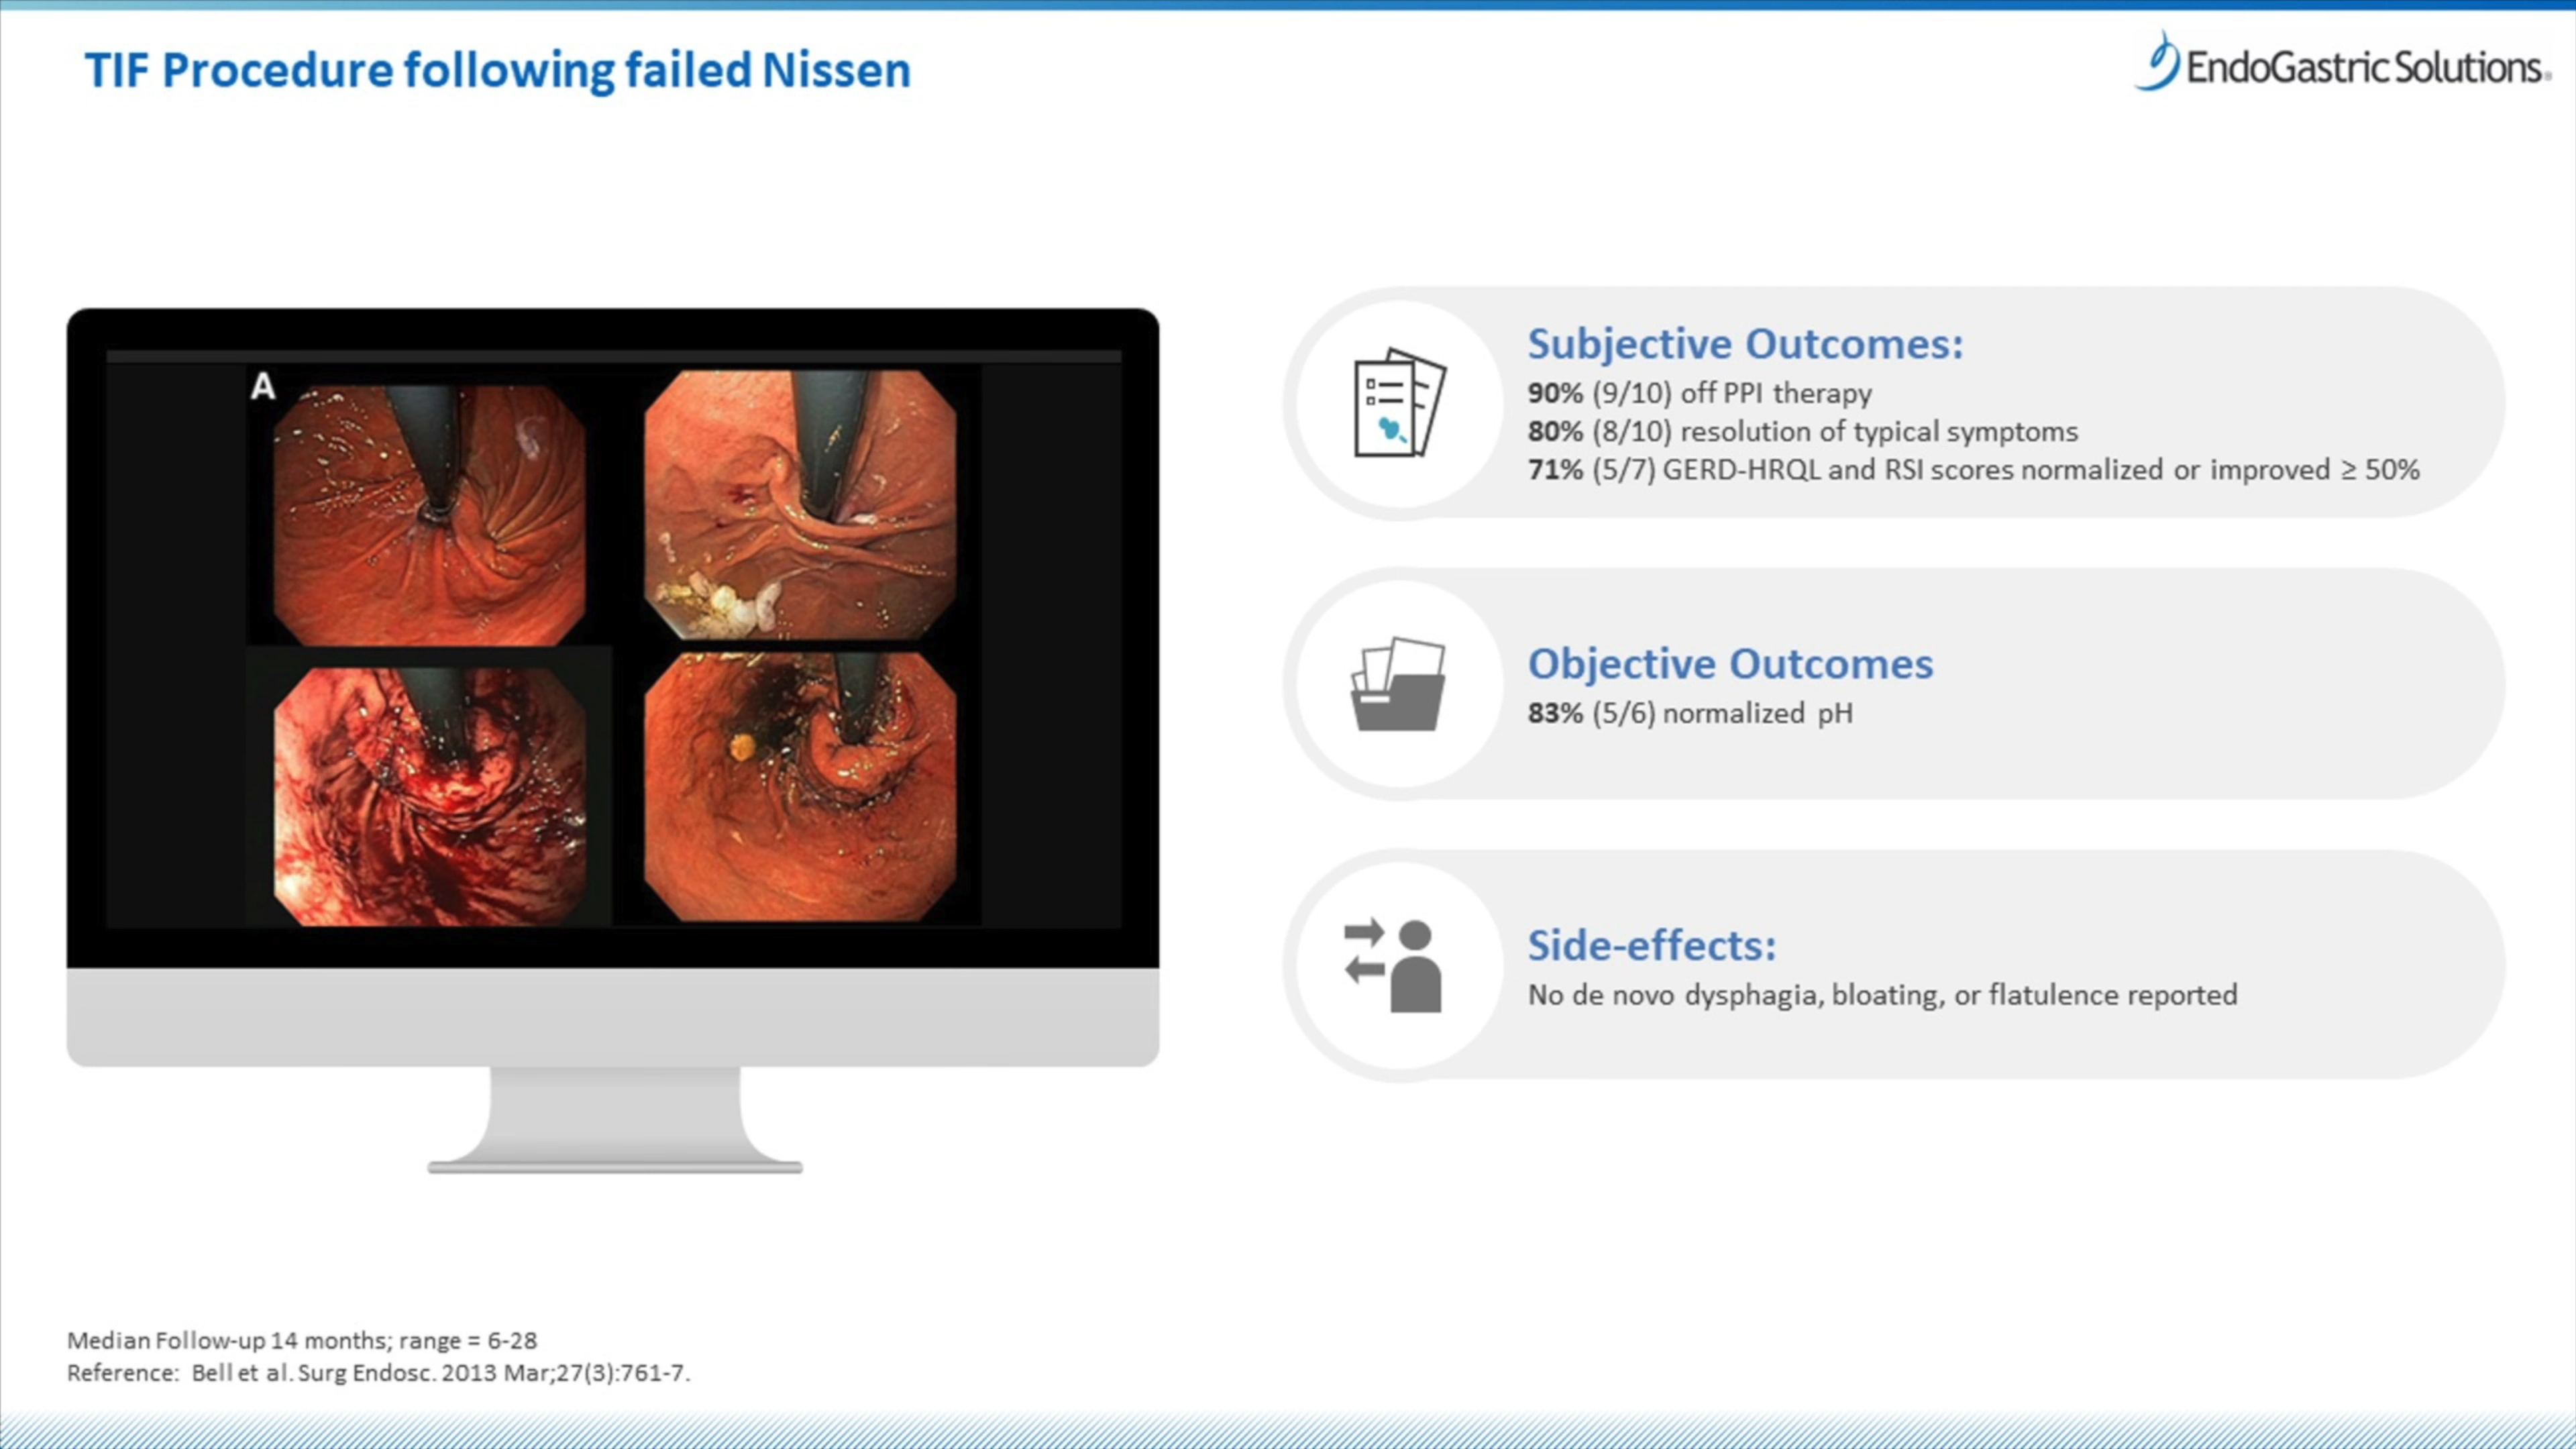 TIF Procedure following failed Nissen
EndoGastric Solutions®
A
Subjective Outcomes:
90% (9/10) off PPI therapy
80% (8/10) resolution of typical symptoms
71% (5/7) GERD-HRQL and RSI scores normalized or improved ≥ 50%
Objective Outcomes
83% (5/6) normalized pH
Side-effects:
No de novo dysphagia, bloating, or flatulence reported
Median Follow-up 14 months; range = 6-28
Reference: Bell et al. Surg Endosc. 2013 Mar;27(3):761-7.